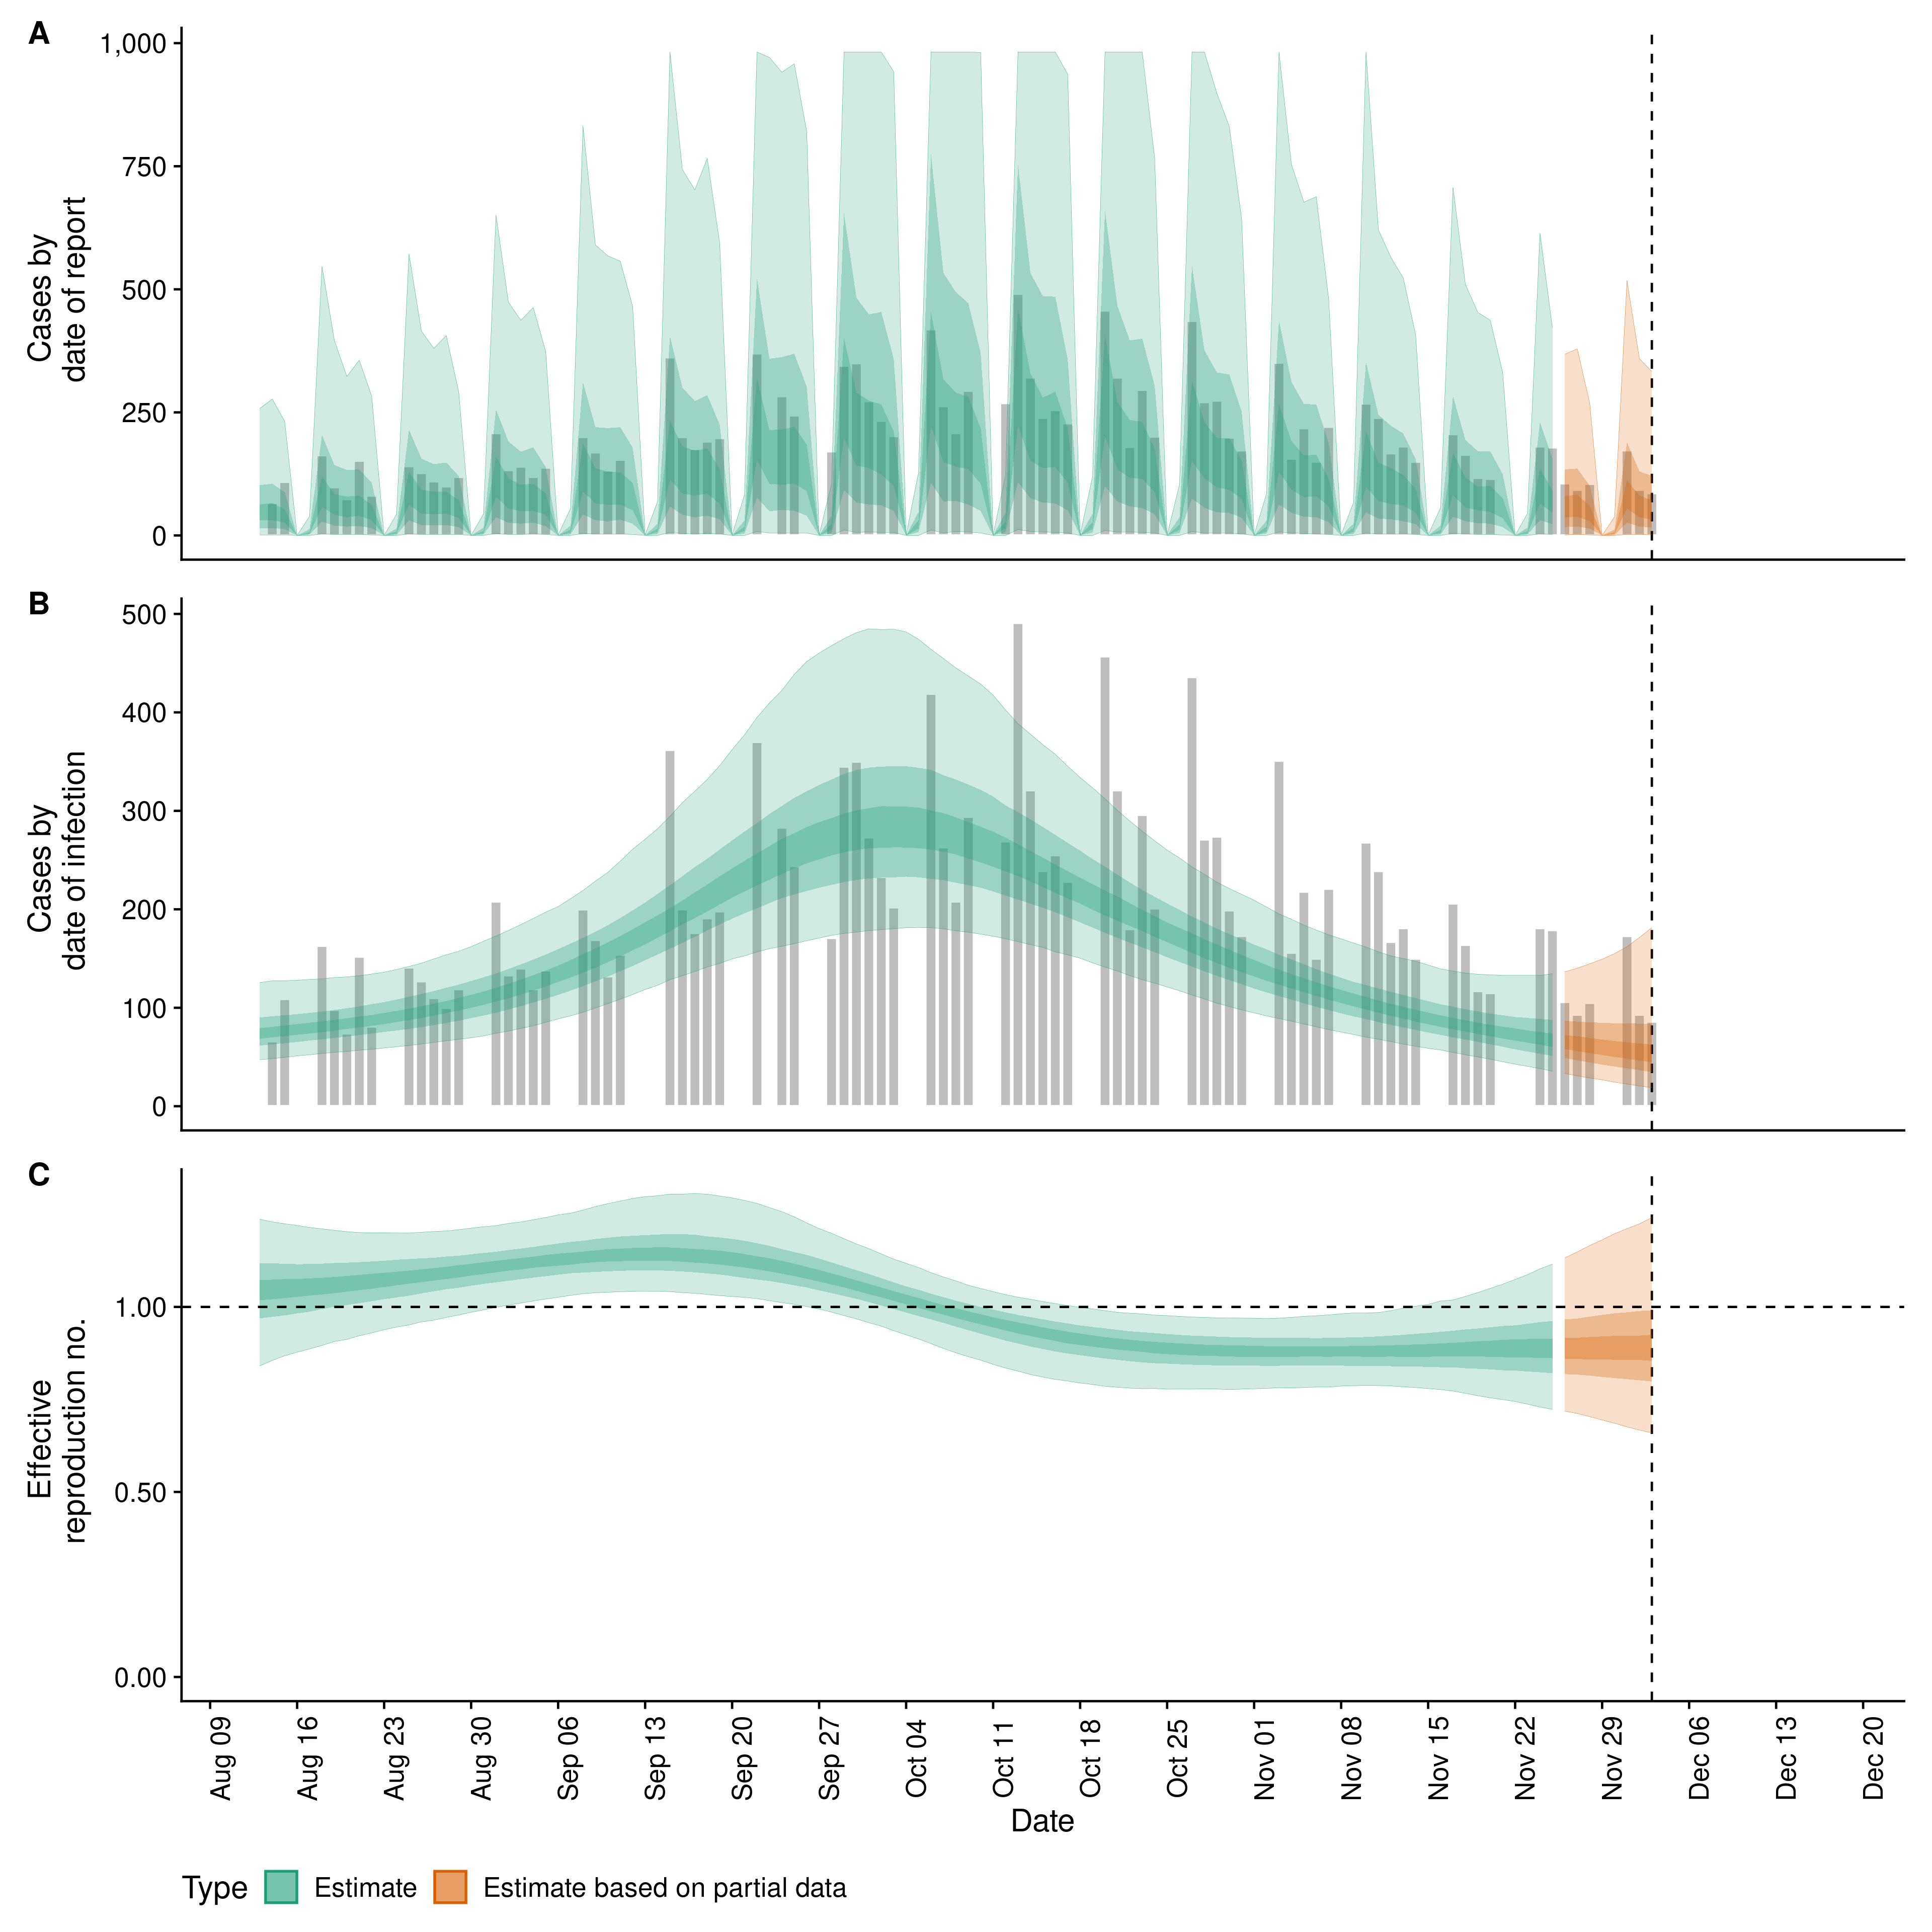 A
Cases by
date of report
1,000
750
500
250
0
B
Cases by
date of infection
500
400
300
200
100
0
C
Effective
reproduction no.
1.00
0.50
0.00
Aug 09
Aug 16
Aug 23
Aug 30
Sep 06
Sep 13
Sep 20
Sep 27
Oct 04
Oct 11
Oct 18
Oct 25
Nov 01
Nov 08
Nov 15
Nov 22
Nov 29
Dec 06
Dec 13
Dec 20
Date
Type Estimate Estimate based on partial data